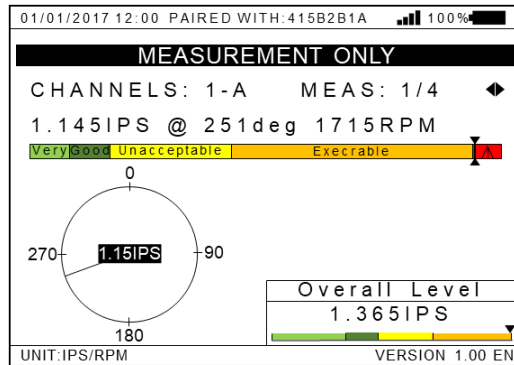 01/01/2017 12:00 PAIRED WITH:415B2B1A 100%
MEASUREMENT ONLY
CHANNELS: 1-A MEAS: 1/4
1.145IPS @ 251deg 1715RPM
Very Good Unacceptable Execrable
0
270 1.15IPS 90
180
Overall Level
1.365IPS
UNIT:IPS/RPM VERSION 1.00 EN